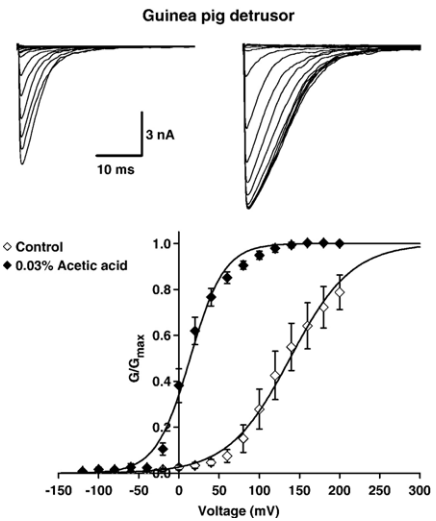 Guinea pig detrusor
3 nA
10 ms
◇ Control
◆ 0.03% Acetic acid
1.0
0.8
0.6
0.4
0.2
0.0
G/Gmax
-150 -100 -50 0 50 100 150 200 250 300
Voltage (mV)